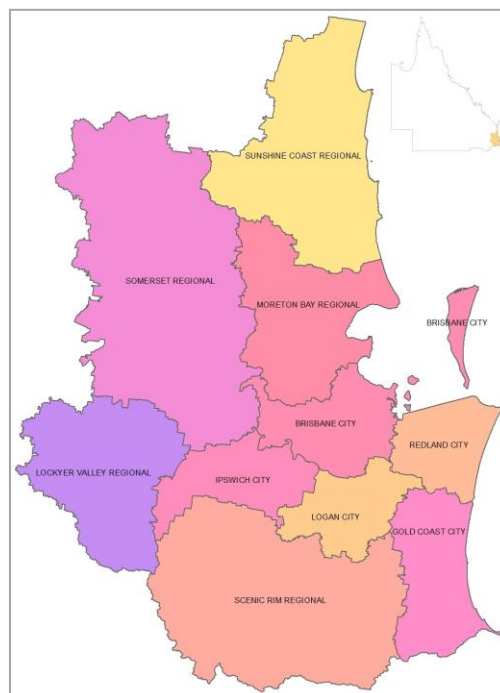 SUNSHINE COAST REGIONAL
SOMERSET REGIONAL
MORETON BAY REGIONAL
BRISBANE CITY
BRISBANE CITY
REDLAND CITY
LOCKYER VALLEY REGIONAL
IPSWICH CITY
LOGAN CITY
GOLD COAST CITY
SCENIC RIM REGIONAL